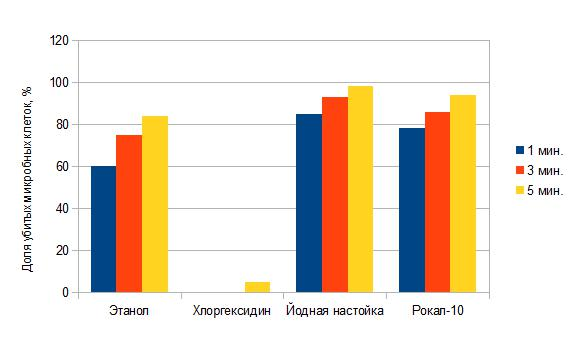 Доля убитых микробных клеток, %
120
100
80
60
40
20
0
Этанол
Хлоргексидин
Йодная настойка
Рокал-10
1 мин.
3 мин.
5 мин.